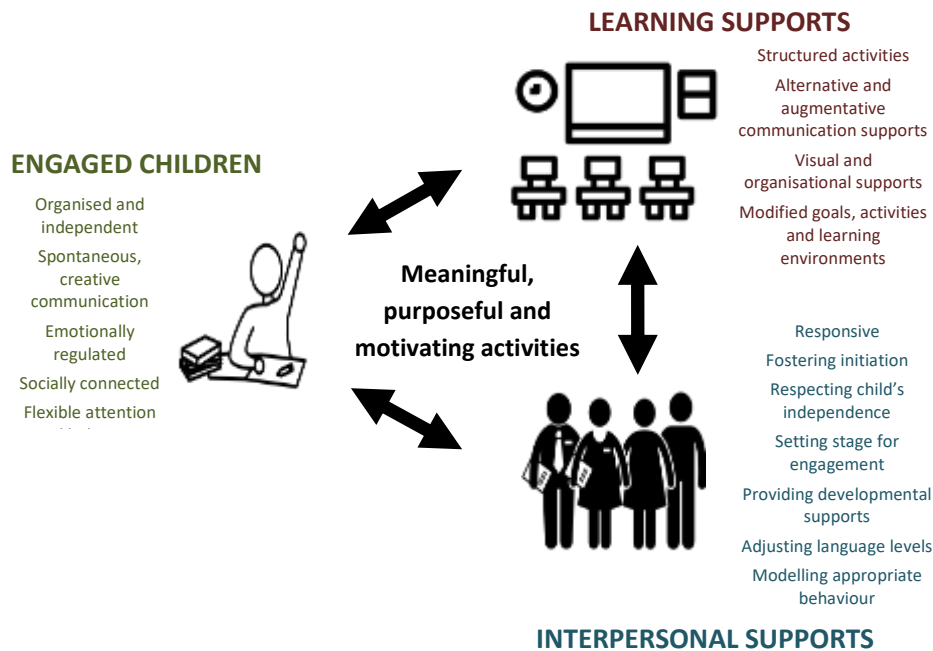 LEARNING SUPPORTS
Structured activities
Alternative and
augmentative
communication supports
Visual and
organisational supports
Modified goals, activities
and learning
environments
ENGAGED CHILDREN
Organised and
independent
Spontaneous,
creative
communication
Emotionally
regulated
Socially connected
Flexible attention
Meaningful,
purposeful and
motivating activities
Responsive
Fostering initiation
Respecting child's
independence
Setting stage for
engagement
Providing developmental
supports
Adjusting language levels
Modelling appropriate
behaviour
INTERPERSONAL SUPPORTS